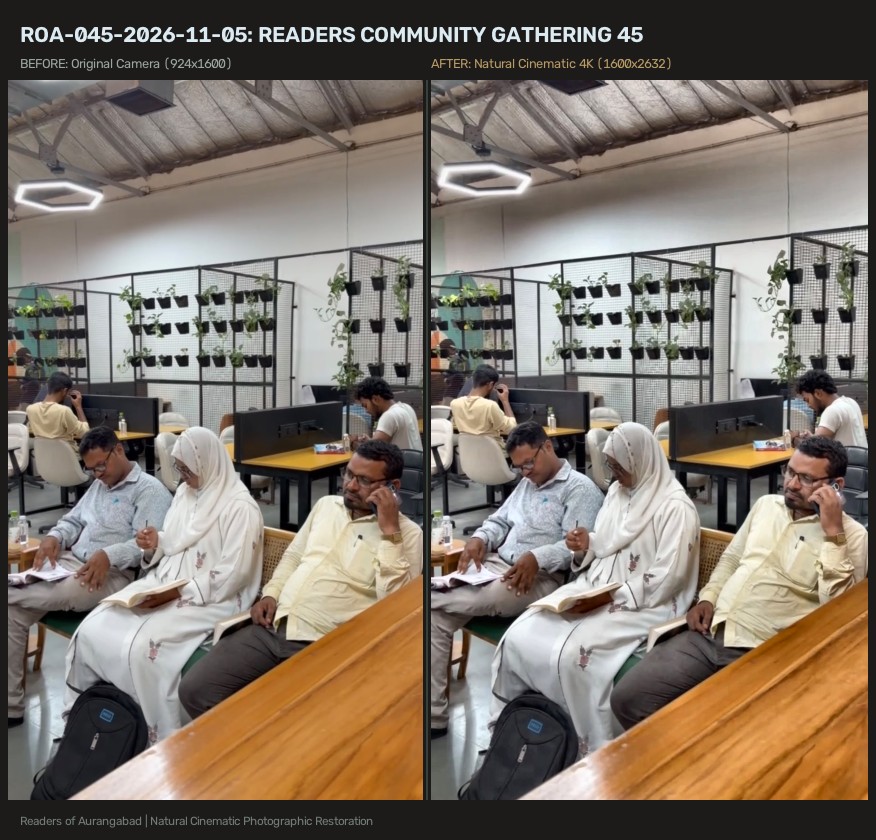 ROA-045-2026-11-05: READERS COMMUNITY GATHERING 45
BEFORE: Original Camera (924x1600)
AFTER: Natural Cinematic 4K (1600x2632)
Readers of Aurangabad | Natural Cinematic Photographic Restoration